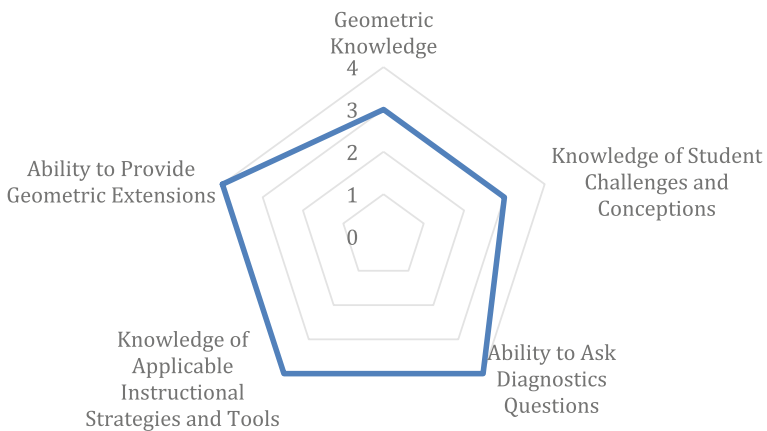 Geometric
Knowledge
4
3
2
1
0
Knowledge of Student
Challenges and
Conceptions
Ability to Ask
Diagnostics
Questions
Knowledge of
Applicable
Instructional
Strategies and Tools
Ability to Provide
Geometric Extensions